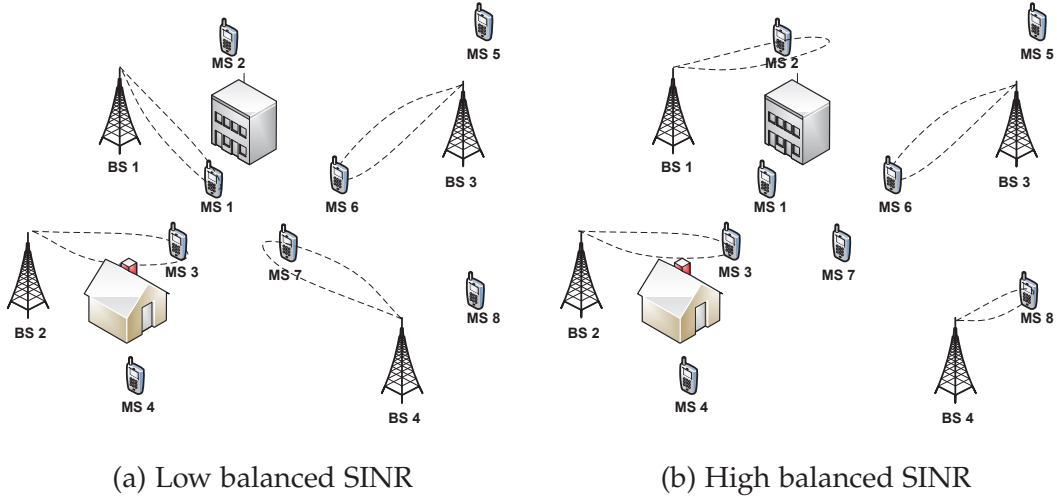 MS 2
MS 5
BS 1
BS 3
MS 1
MS 6
MS 3
MS 7
BS 2
MS 8
MS 4
BS 4
(a) Low balanced SINR
MS 2
MS 5
BS 1
BS 3
MS 1
MS 6
MS 3
MS 7
BS 2
MS 8
MS 4
BS 4
(b) High balanced SINR